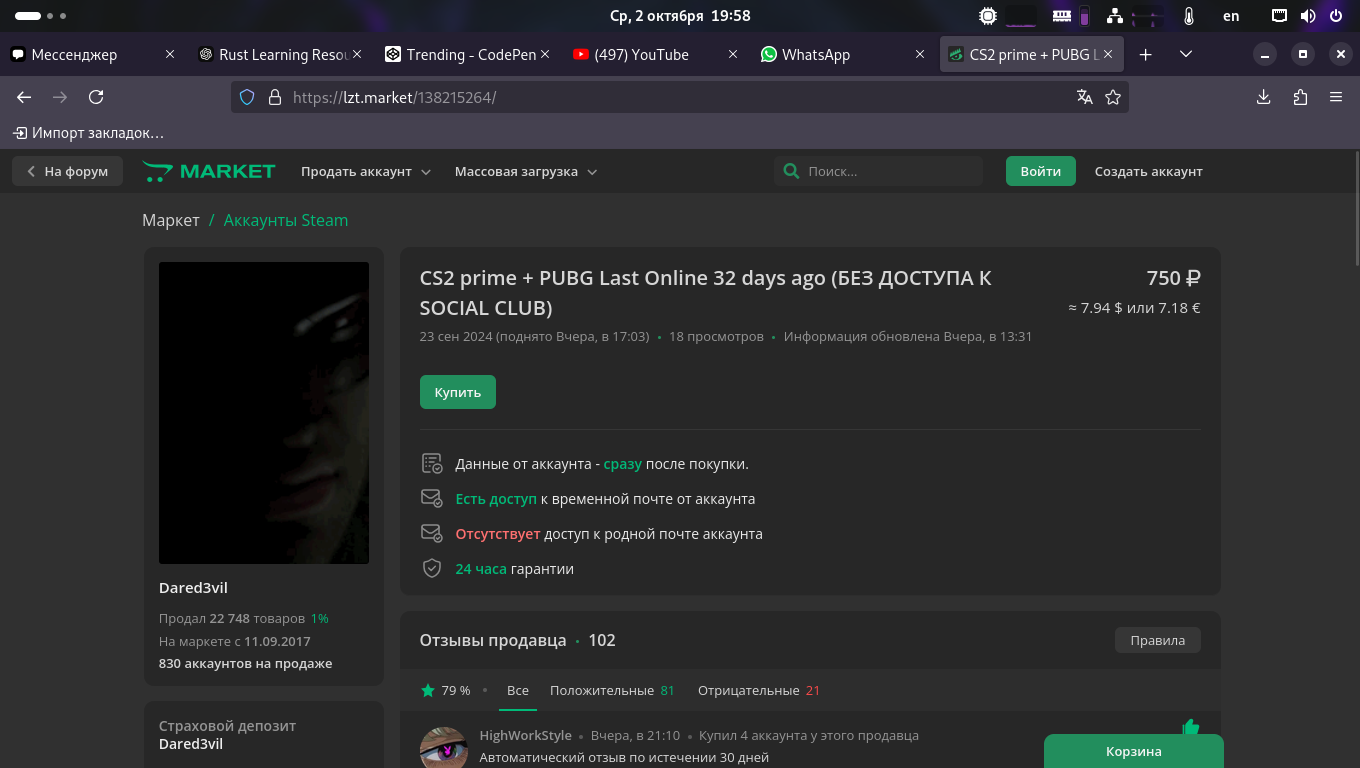 Ср, 2 октября 19:58
en
Мессенджер
Rust Learning Resou
Trending - CodePen
(497) YouTube
WhatsApp
CS2 prime + PUBG L
https://lzt.market/138215264/
Импорт закладок…
На форум
MARKET
Продать аккаунт
Массовая загрузка
Поиск...
Войти
Создать аккаунт
Маркет / Аккаунты Steam
CS2 prime + PUBG Last Online 32 days ago (БЕЗ ДОСТУПА К
SOCIAL CLUB)
750 ₽
≈ 7.94 $ или 7.18 €
23 сен 2024 (поднято Вчера, в 17:03) • 18 просмотров • Информация обновлена Вчера, в 13:31
Купить
Данные от аккаунта - сразу после покупки.
Есть доступ к временной почте от аккаунта
Отсутствует доступ к родной почте аккаунта
24 часа гарантии
Dared3vil
Продал 22 748 товаров 1%
На маркете с 11.09.2017
830 аккаунтов на продаже
Страховой депозит
Dared3vil
Отзывы продавца • 102
Правила
79 % • Все Положительные 81 Отрицательные 21
HighWorkStyle • Вчера, в 21:10 • Купил 4 аккаунта у этого продавца
Автоматический отзыв по истечении 30 дней
Корзина